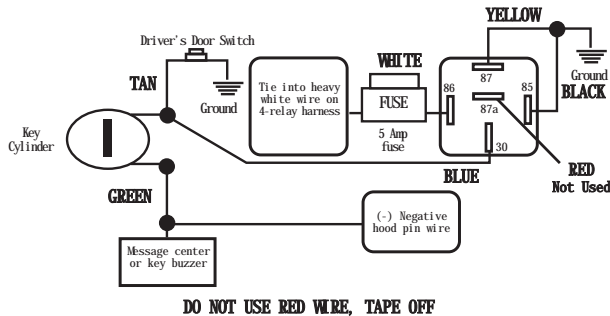 YELLOW
Driver's Door Switch
WHITE
TAN
Ground
Tie into heavy
white wire on
4-relay harness
FUSE
5 Amp
fuse
87
86
85
87a
30
Ground
BLACK
Key
Cylinder
BLUE
RED
Not Used
GREEN
(-) Negative
hood pin wire
Message center
or key buzzer
DO NOT USE RED WIRE, TAPE OFF